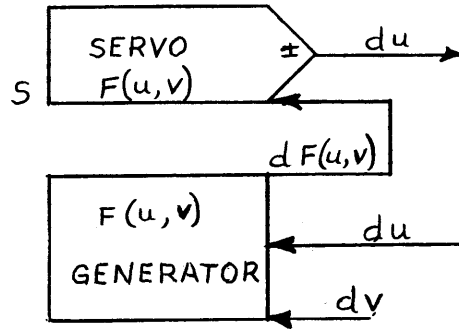 SERVO
F(u,v)
±
du
S
dF(u,v)
F(u,v)
GENERATOR
du
dv